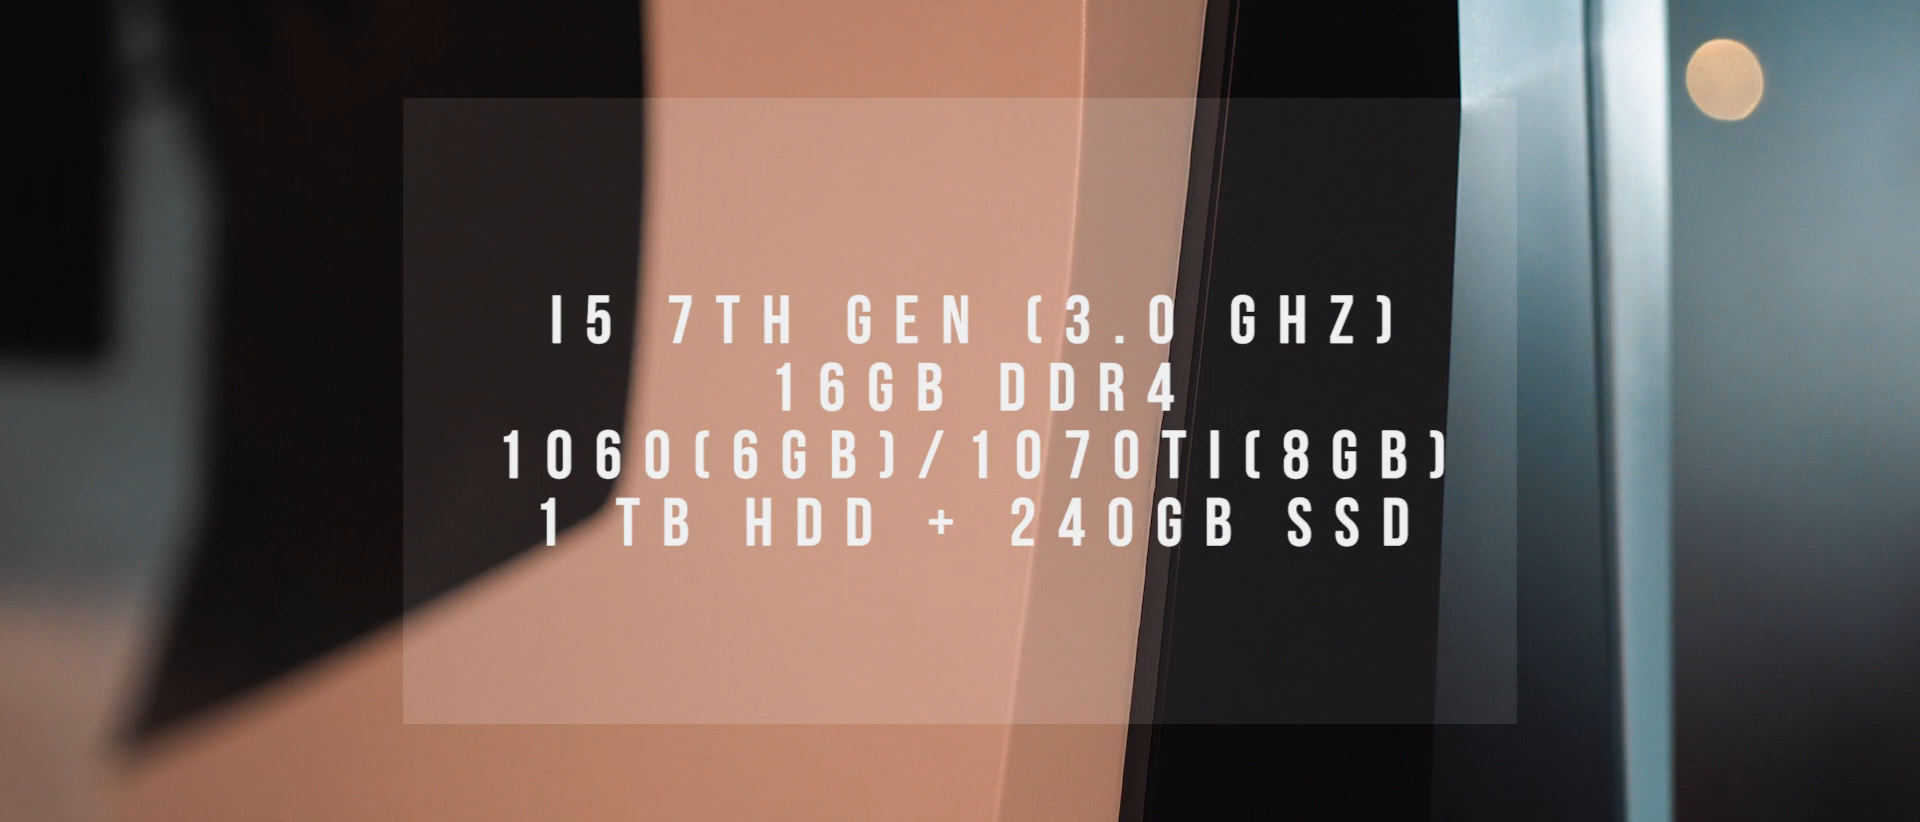 I5 7TH GEN (3.0 GHZ)
16GB DDR4
1060(6GB)/1070TI(8GB)
1 TB HDD + 240GB SSD